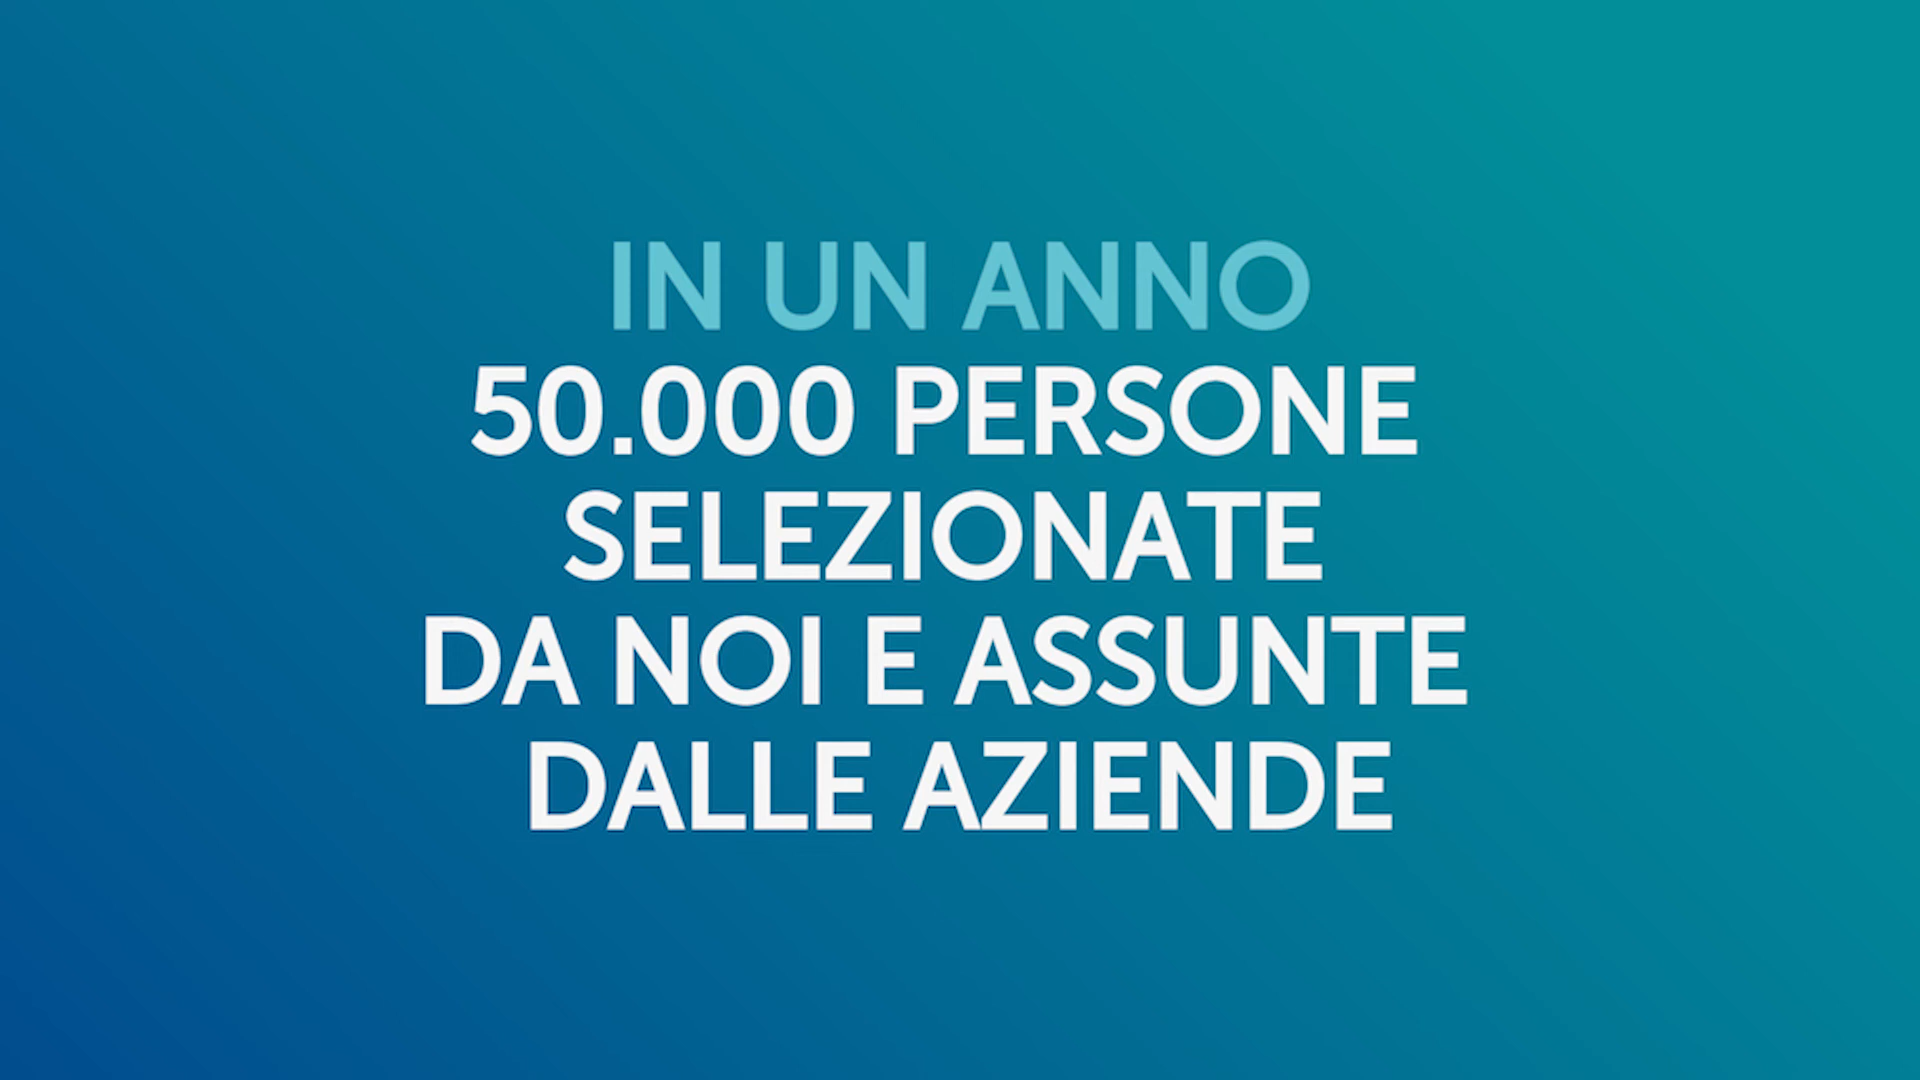 IN UN ANNO
50.000 PERSONE
SELEZIONATE
DA NOI E ASSUNTE
DALLE AZIENDE